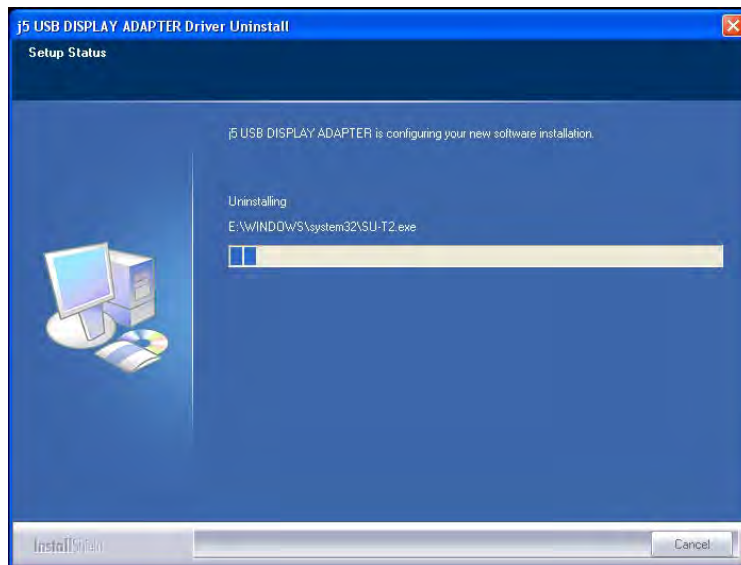 j5 USB DISPLAY ADAPTER Driver Uninstall
Setup Status
j5 USB DISPLAY ADAPTER is configuring your new software installation.
Uninstalling
E:\WINDOWS\system32\SU-T2.exe
InstallShield
Cancel